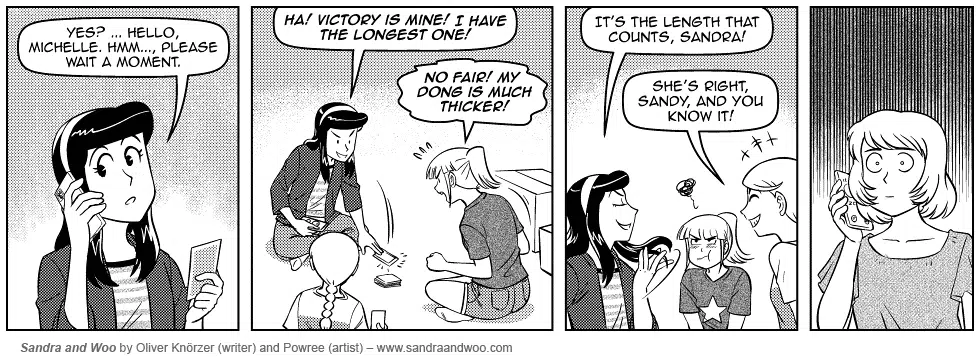 YES? ... HELLO,
MICHELLE. HMM..., PLEASE
WAIT A MOMENT.
HA! VICTORY IS MINE! I HAVE
THE LONGEST ONE!
NO FAIR! MY
DONG IS MUCH
THICKER!
IT'S THE LENGTH THAT
COUNTS, SANDRA!
SHE'S RIGHT,
SANDY, AND YOU
KNOW IT!
Sandra and Woo by Oliver Knörzer (writer) and Powree (artist) – www.sandraandwoo.com